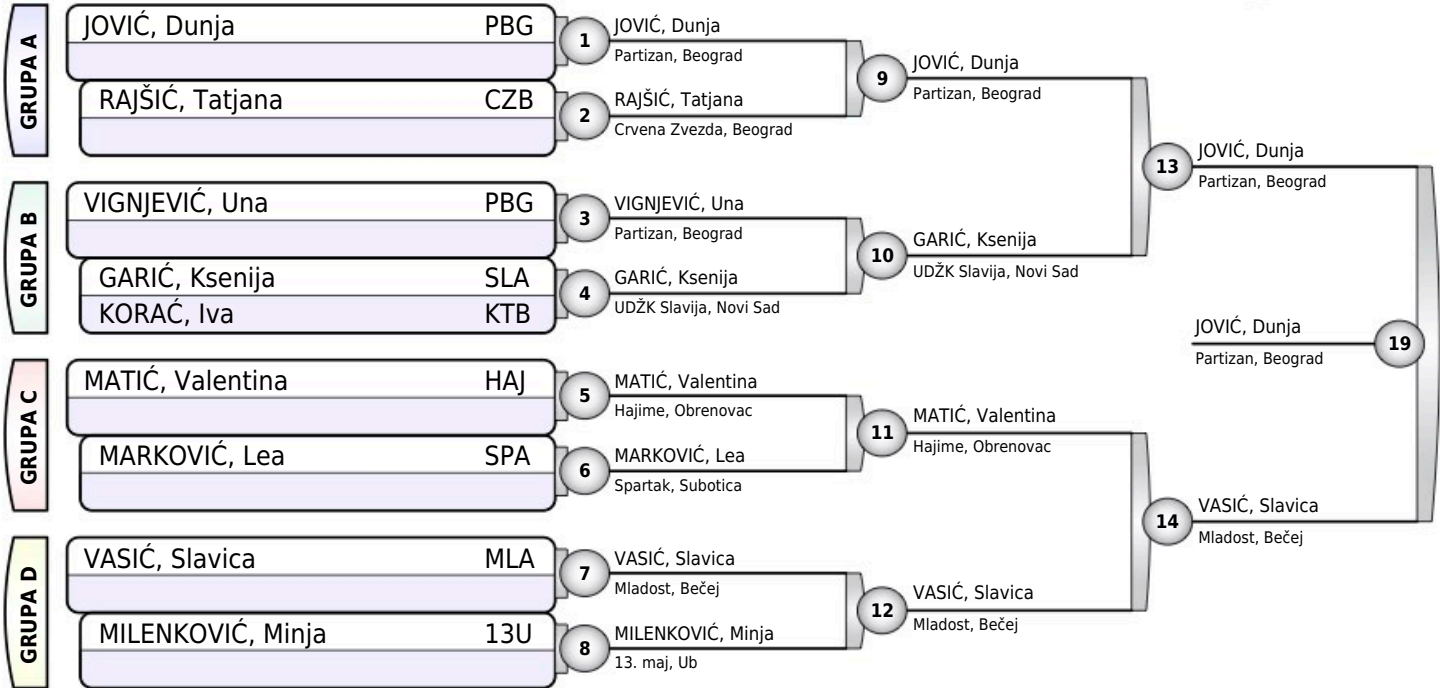 GRUPA A
JOVIĆ, Dunja PBG
RAJŠIĆ, Tatjana CZB
1
JOVIĆ, Dunja
Partizan, Beograd
2
RAJŠIĆ, Tatjana
Crvena Zvezda, Beograd
9
JOVIĆ, Dunja
Partizan, Beograd
GRUPA B
VIGNJEVIĆ, Una PBG
GARIĆ, Ksenija SLA
KORAĆ, Iva KTB
3
VIGNJEVIĆ, Una
Partizan, Beograd
4
GARIĆ, Ksenija
UDŽK Slavija, Novi Sad
10
GARIĆ, Ksenija
UDŽK Slavija, Novi Sad
13
JOVIĆ, Dunja
Partizan, Beograd
GRUPA C
MATIĆ, Valentina HAJ
MARKOVIĆ, Lea SPA
5
MATIĆ, Valentina
Hajime, Obrenovac
6
MARKOVIĆ, Lea
Spartak, Subotica
11
MATIĆ, Valentina
Hajime, Obrenovac
GRUPA D
VASIĆ, Slavica MLA
MILENKOVIĆ, Minja 13U
7
VASIĆ, Slavica
Mladost, Bečej
8
MILENKOVIĆ, Minja
13. maj, Ub
12
VASIĆ, Slavica
Mladost, Bečej
14
VASIĆ, Slavica
Mladost, Bečej
JOVIĆ, Dunja
Partizan, Beograd
19